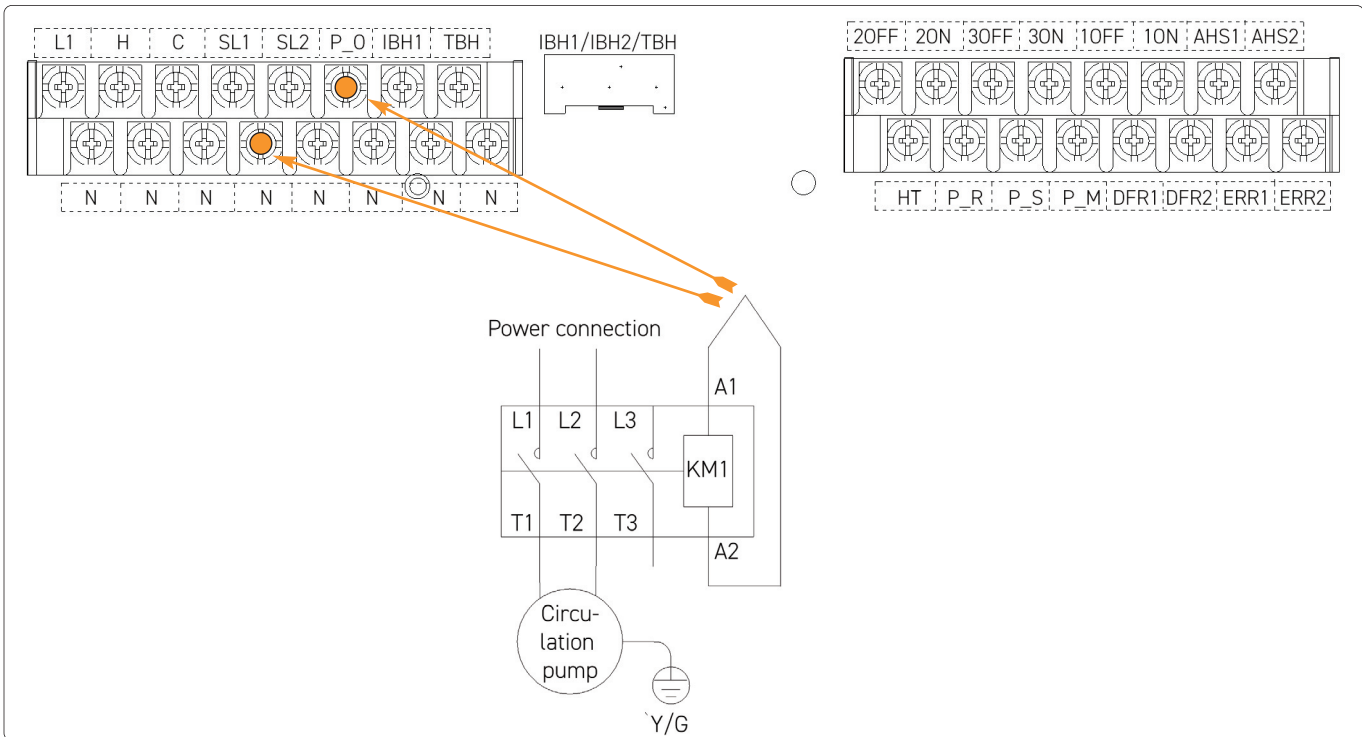 L1 H C SL1 SL2 P_O IBH1 TBH
IBH1/IBH2/TBH
2OFF 2ON 3OFF 3ON 1OFF 1ON AHS1 AHS2
N N N N N N N N
HT P_R P_S P_M DFR1 DFR2 ERR1 ERR2
Power connection
A1
L1 L2 L3
KM1
T1 T2 T3
A2
Circu-
lation
pump
`Y/G